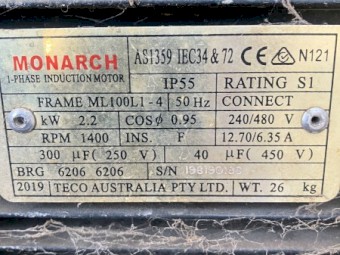 MONARCH AS1359 IEC34 & 72 CE N121
1-PHASE INDUCTION MOTOR IP55 RATING S1
FRAME ML100L1-4 50 Hz CONNECT
kW 2.2 COSø 0.95 240/480 V
RPM 1400 INS. F 12.70/6.35 A
300 µF(250 V) 40 µF(450 V)
BRG 6206 6206 S/N
2019 TECO AUSTRALIA PTY LTD. WT. 26 kg